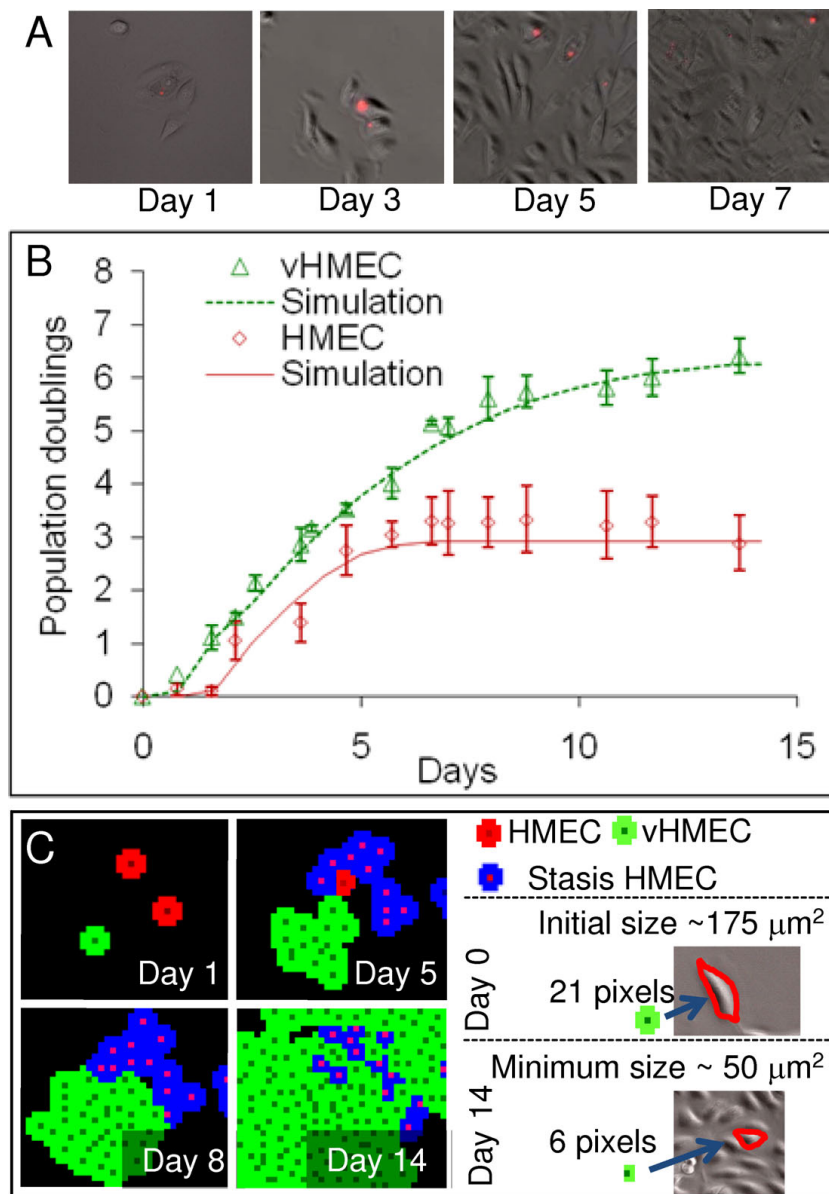 A
Day 1
Day 3
Day 5
Day 7
B
8
7
6
5
4
3
2
1
0
Population doublings
vHMEC
Simulation
HMEC
Simulation
0
5
10
15
Days
C
Day 1
Day 5
Day 8
Day 14
HMEC
vHMEC
Stasis HMEC
Day 0
Initial size ~175 μm²
21 pixels
Day 14
Minimum size ~ 50 μm²
6 pixels